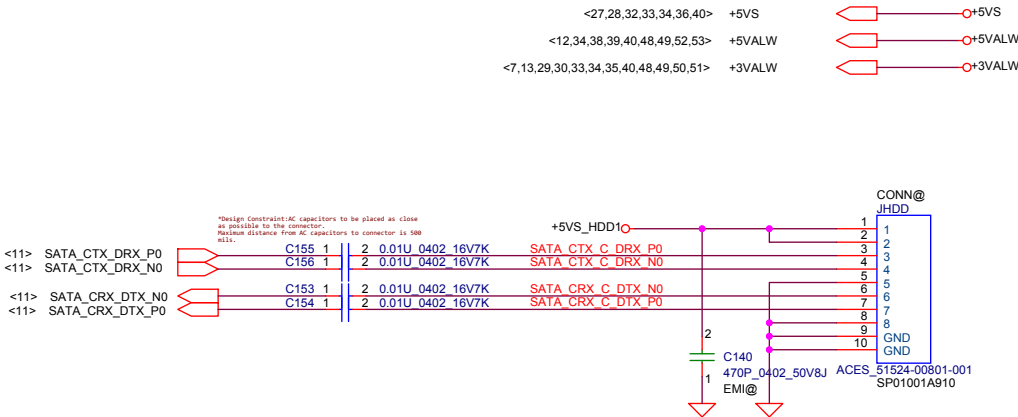 <27,28,32,33,34,36,40> +5VS +5VS
<12,34,38,39,40,48,49,52,53> +5VALW +5VALW
<7,13,29,30,33,34,35,40,48,49,50,51> +3VALW +3VALW
CONN@
JHDD
*Design Constraint:AC capacitors to be placed as close
as possible to the connector.
Maximum distance from AC capacitors to connector is 500
mils.
+5VS_HDD1
1 1
2 2
<11> SATA_CTX_DRX_P0 C155 1 2 0.01U_0402_16V7K SATA_CTX_C_DRX_P0 3 3
<11> SATA_CTX_DRX_N0 C156 1 2 0.01U_0402_16V7K SATA_CTX_C_DRX_N0 4 4
5 5
<11> SATA_CRX_DTX_N0 C153 1 2 0.01U_0402_16V7K SATA_CRX_C_DTX_N0 6 6
<11> SATA_CRX_DTX_P0 C154 1 2 0.01U_0402_16V7K SATA_CRX_C_DTX_P0 7 7
8 8
9 GND
10 GND
2
C140
1 470P_0402_50V8J
EMI@
ACES_51524-00801-001
SP01001A910